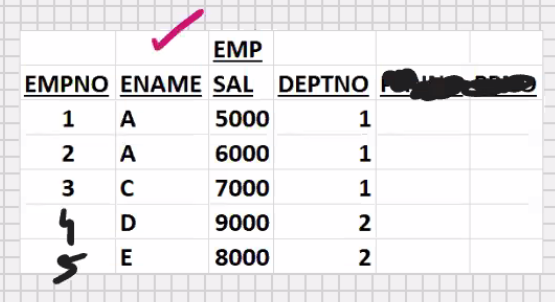 EMP
EMPNO ENAME SAL DEPTNO
1 A 5000 1
2 A 6000 1
3 C 7000 1
4 D 9000 2
5 E 8000 2